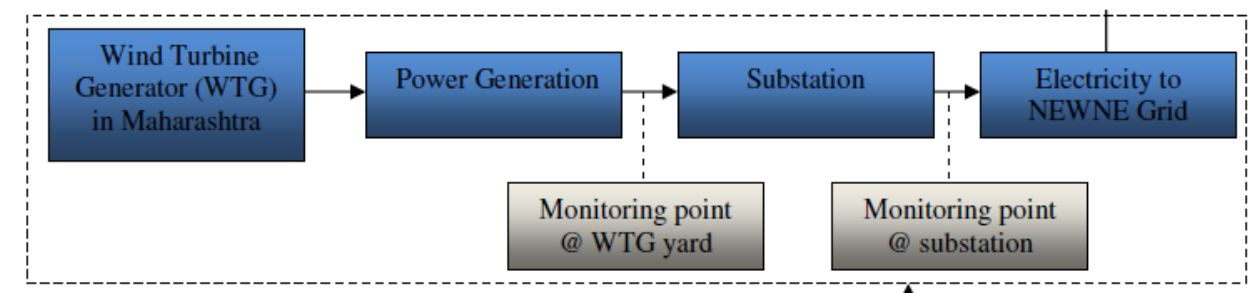 Wind Turbine
Generator (WTG)
in Maharashtra
Power Generation
Substation
Electricity to
NEWNE Grid
Monitoring point
@ WTG yard
Monitoring point
@ substation